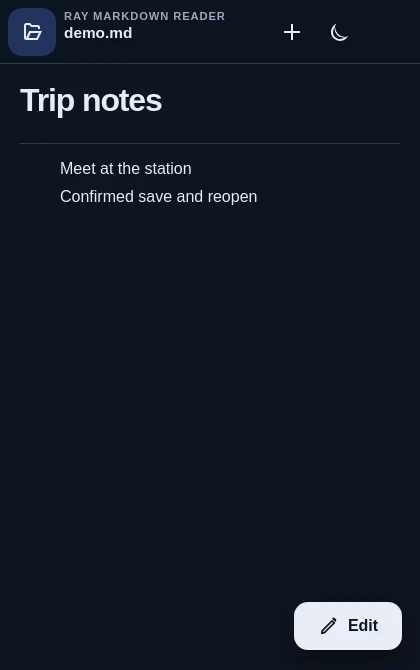 RAY MARKDOWN READER
demo.md
Trip notes
Meet at the station
Confirmed save and reopen
Edit